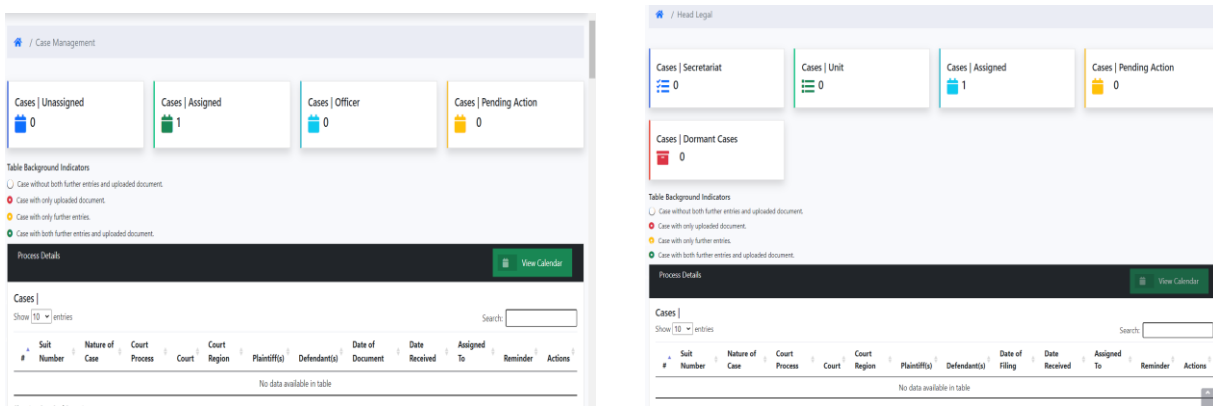 / Case Management
Cases | Unassigned
0
Cases | Assigned
1
Cases | Officer
0
Cases | Pending Action
0
Table Background Indicators
Case without both further entries and uploaded document.
Case with only uploaded document.
Case with only further entries.
Case with both further entries and uploaded document.
Process Details
View Calendar
Cases |
Show 10 entries
Search:
# Suit Number Nature of Case Court Process Court Court Region Plaintiff(s) Defendant(s) Date of Document Date Received Assigned To Reminder Actions
No data available in table
/ Head Legal
Cases | Secretariat
0
Cases | Unit
0
Cases | Assigned
1
Cases | Pending Action
0
Cases | Dormant Cases
0
Table Background Indicators
Case without both further entries and uploaded document.
Case with only uploaded document.
Case with only further entries.
Case with both further entries and uploaded document.
Process Details
View Calendar
Cases |
Show 10 entries
Search:
# Suit Number Nature of Case Court Process Court Court Region Plaintiff(s) Defendant(s) Date of Filing Date Received Assigned To Reminder Actions
No data available in table